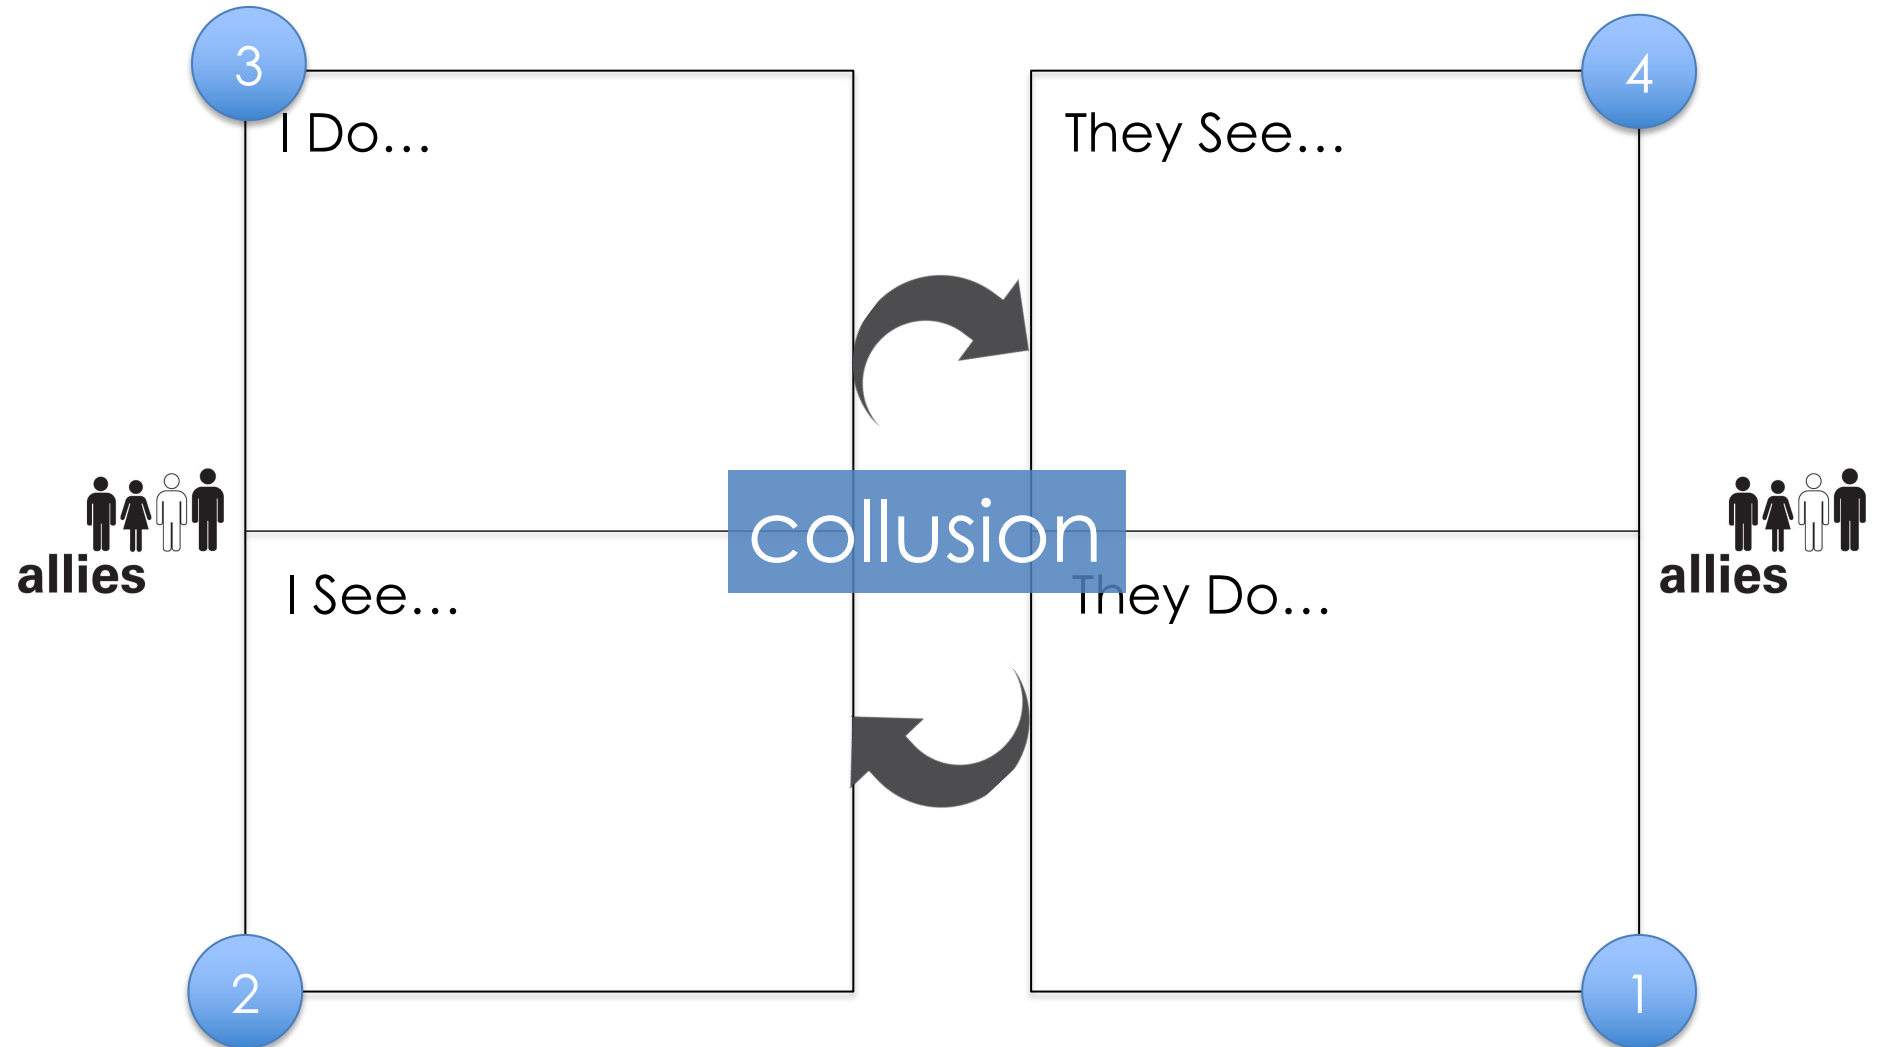 3
4
I Do…
They See…
collusion
allies
allies
I See…
They Do…
2
1